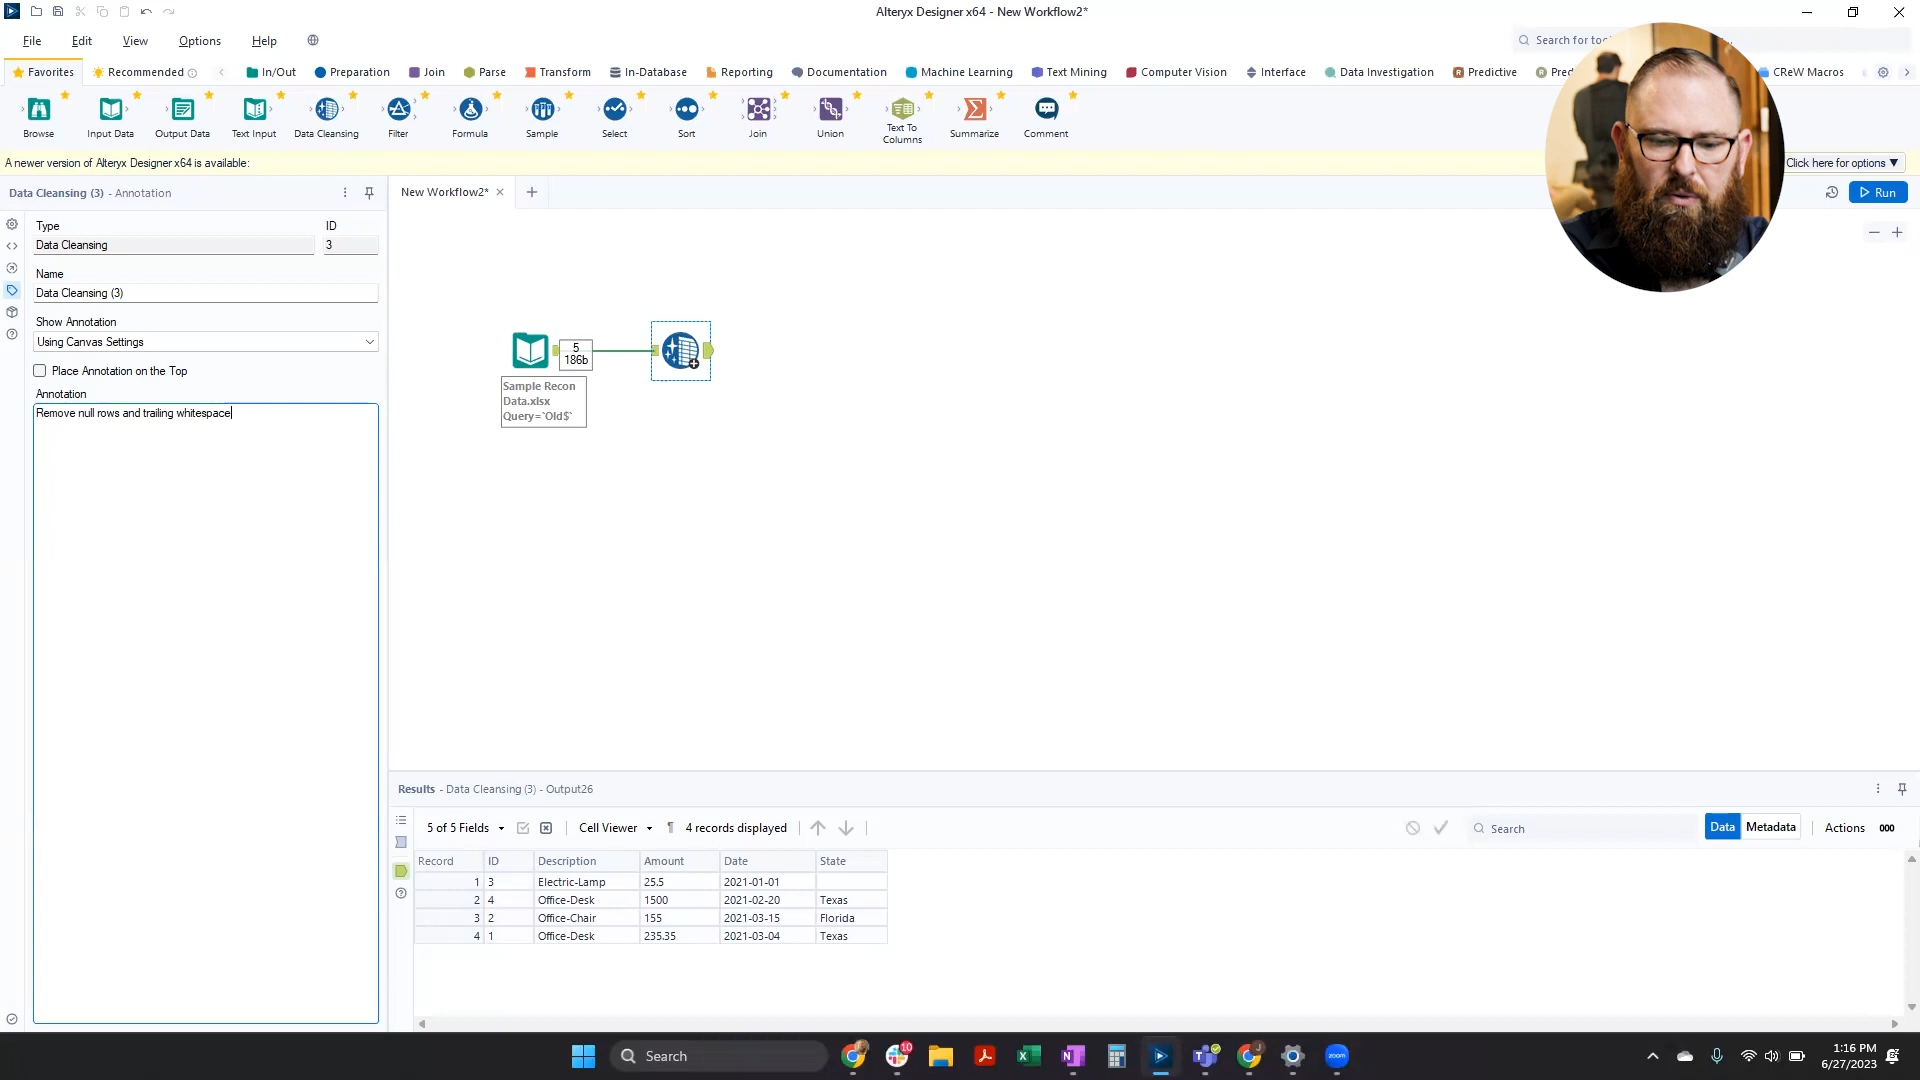 Alteryx Designer x64 - New Workflow2*
File Edit View Options Help
Search for
Favorites Recommended In/Out Preparation Join Parse Transform In-Database Reporting Documentation Machine Learning Text Mining Computer Vision Interface Data Investigation Predictive CReW Macros
Browse Input Data Output Data Text Input Data Cleansing Filter Formula Sample Select Sort Join Union Text To Columns Summarize Comment
A newer version of Alteryx Designer x64 is available:
Click here for options ▼
Data Cleansing (3) - Annotation
New Workflow2*
Run
Type ID
Data Cleansing 3
Name
Data Cleansing (3)
Show Annotation
Using Canvas Settings
Place Annotation on the Top
Annotation
Remove null rows and trailing whitespace
5
186b
Sample Recon
Data.xlsx
Query=`Old$`
Results - Data Cleansing (3) - Output26
5 of 5 Fields Cell Viewer 4 records displayed Search Data Metadata Actions 000
Record ID Description Amount Date State
1 3 Electric-Lamp 25.5 2021-01-01
2 4 Office-Desk 1500 2021-02-20 Texas
3 2 Office-Chair 155 2021-03-15 Florida
4 1 Office-Desk 235.35 2021-03-04 Texas
Search
10
zoom
1:16 PM
6/27/2023